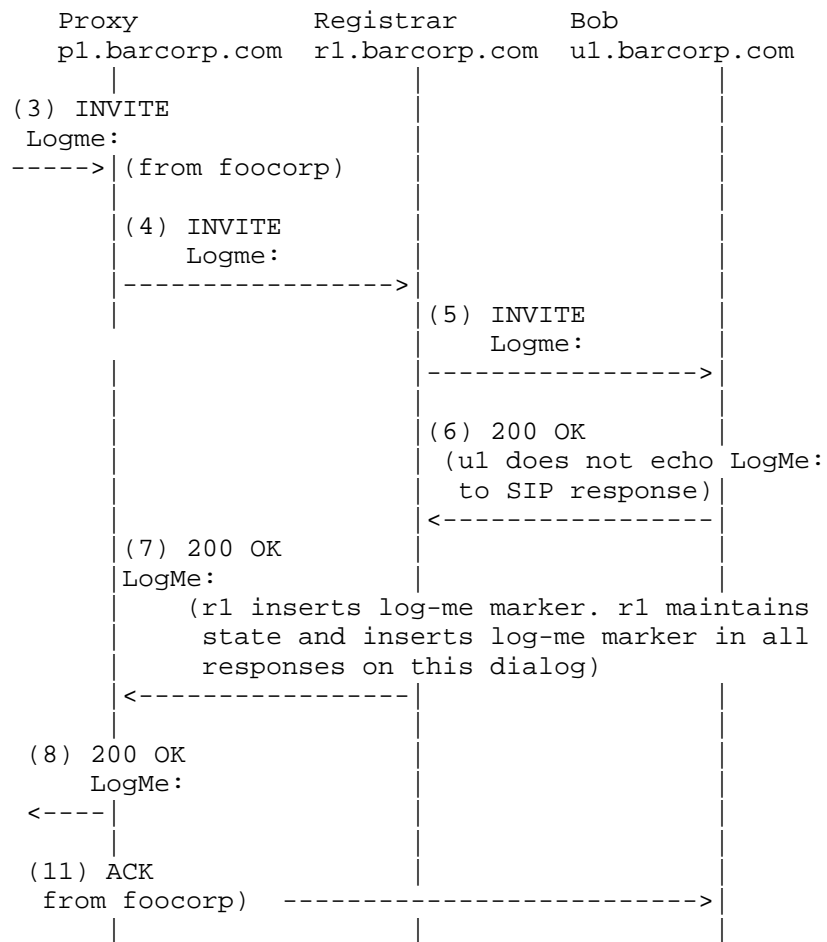 Proxy Registrar Bob
p1.barcorp.com r1.barcorp.com u1.barcorp.com
(3) INVITE
Logme:
(from foocorp)
(4) INVITE
Logme:
(5) INVITE
Logme:
(6) 200 OK
(u1 does not echo LogMe:
to SIP response)
(7) 200 OK
LogMe:
(r1 inserts log-me marker. r1 maintains
state and inserts log-me marker in all
responses on this dialog)
(8) 200 OK
LogMe:
(11) ACK
from foocorp)